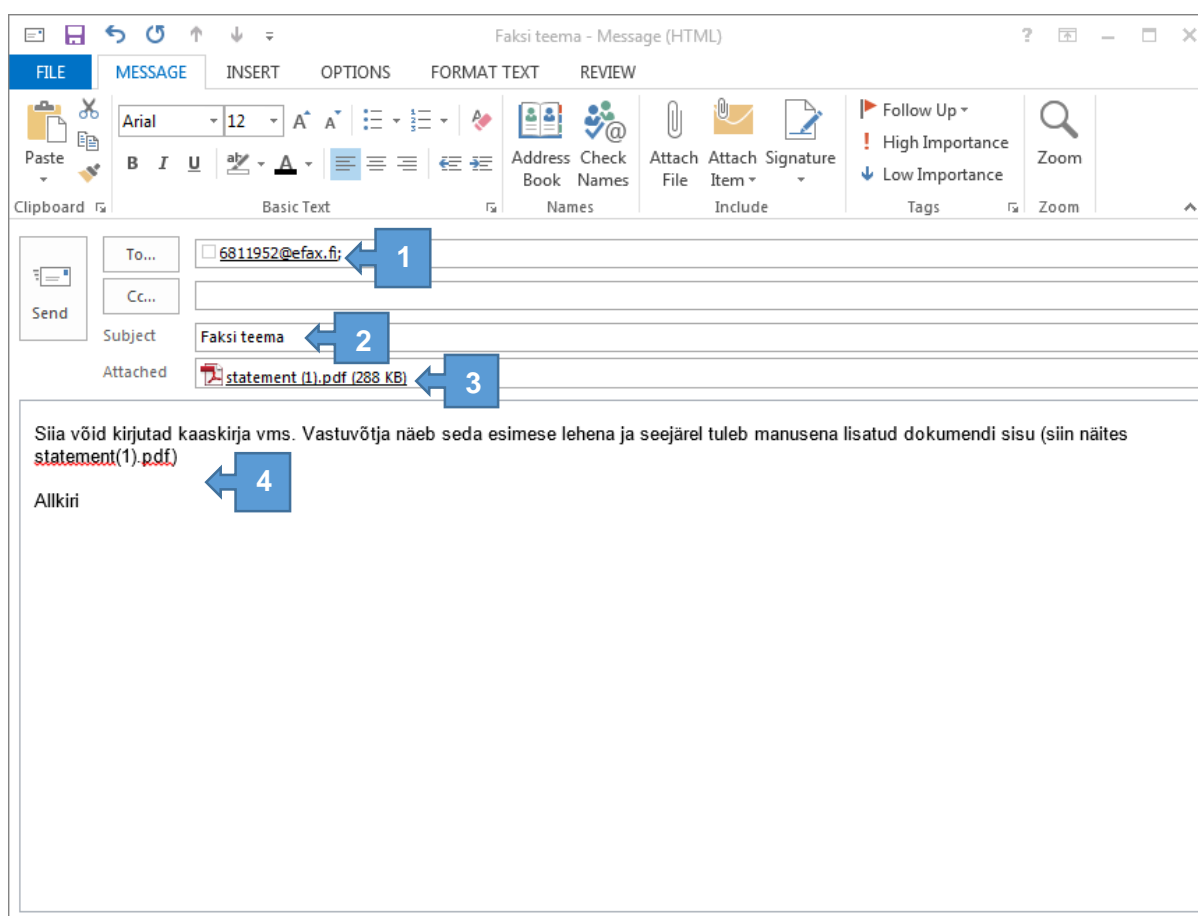 Faksi teema - Message (HTML)
FILE MESSAGE INSERT OPTIONS FORMAT TEXT REVIEW
Paste
Clipboard
Arial 12
B I U
Basic Text
Address Book
Check Names
Names
Attach File
Attach Item
Signature
Include
Follow Up
High Importance
Low Importance
Tags
Zoom
Zoom
Send
To... 6811952@efax.fi; 1
Cc...
Subject Faksi teema 2
Attached statement (1).pdf (288 KB) 3
Siia võid kirjutad kaaskirja vms. Vastuvõtja näeb seda esimese lehena ja seejärel tuleb manusena lisatud dokumendi sisu (siin näites
statement(1).pdf)
4
Allkiri